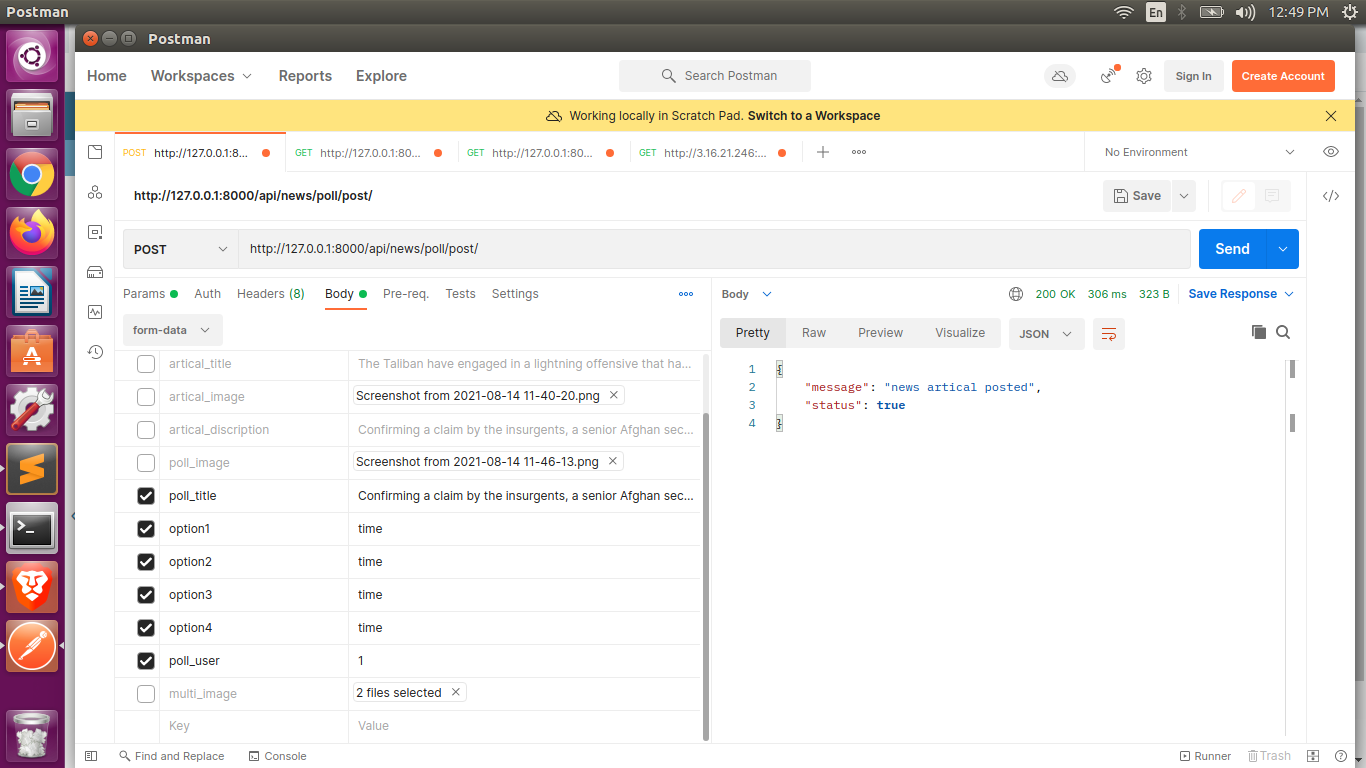 Postman
En
12:49 PM
Postman
Home Workspaces Reports Explore
Search Postman
Sign In
Create Account
Working locally in Scratch Pad. Switch to a Workspace
POST http://127.0.0.1:8...
GET http://127.0.0.1:80...
GET http://127.0.0.1:80...
GET http://3.16.21.246:...
No Environment
http://127.0.0.1:8000/api/news/poll/post/
Save
POST
http://127.0.0.1:8000/api/news/poll/post/
Send
Params Auth Headers (8) Body Pre-req. Tests Settings
form-data
artical_title The Taliban have engaged in a lightning offensive that ha...
artical_image Screenshot from 2021-08-14 11-40-20.png
artical_discription Confirming a claim by the insurgents, a senior Afghan sec...
poll_image Screenshot from 2021-08-14 11-46-13.png
poll_title Confirming a claim by the insurgents, a senior Afghan sec...
option1 time
option2 time
option3 time
option4 time
poll_user 1
multi_image 2 files selected
Key Value
Body
200 OK 306 ms 323 B Save Response
Pretty Raw Preview Visualize JSON
1 {
2 "message": "news artical posted",
3 "status": true
4 }
Find and Replace Console
Runner Trash